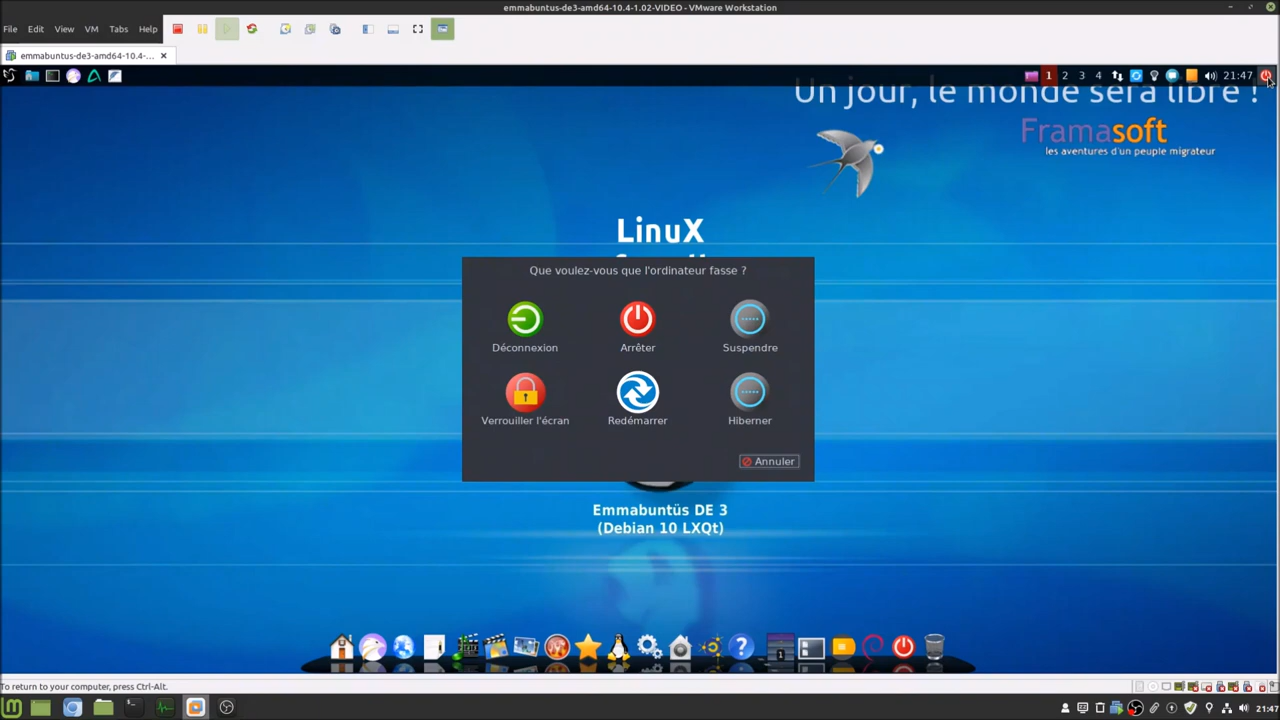 emmabuntus-de3-amd64-10.4-1.02-VIDEO - VMware Workstation
File Edit View VM Tabs Help
emmabuntus-de3-amd64-10.4-...
1 2 3 4 21:47
Un jour, le monde sera libre !
Framasoft
les aventures d'un peuple migrateur
LinuX
Que voulez-vous que l'ordinateur fasse ?
Déconnexion Arrêter Suspendre
Verrouiller l'écran Redémarrer Hiberner
Annuler
Emmabuntüs DE 3
(Debian 10 LXQt)
1
To return to your computer, press Ctrl-Alt.
21:47